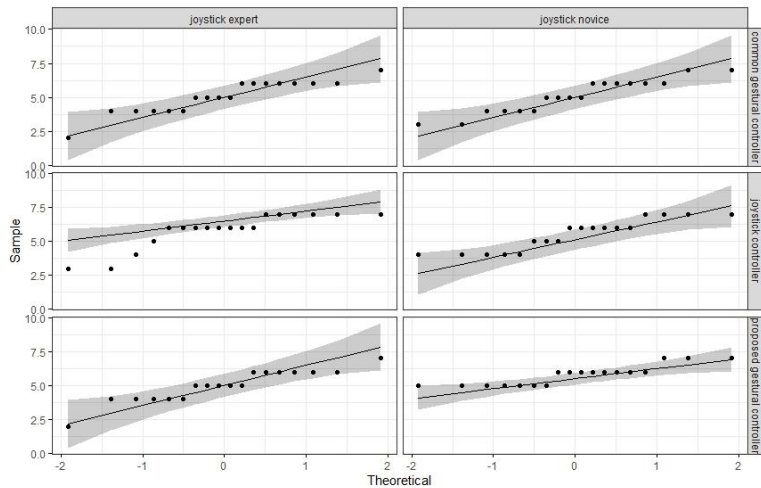 joystick expert
joystick novice
10.0
7.5
5.0
2.5
0.0
common gestural controller
10.0
7.5
5.0
2.5
0.0
joystick controller
Sample
10.0
7.5
5.0
2.5
0.0
proposed gestural controller
-2 -1 0 1 2
-2 -1 0 1 2
Theoretical